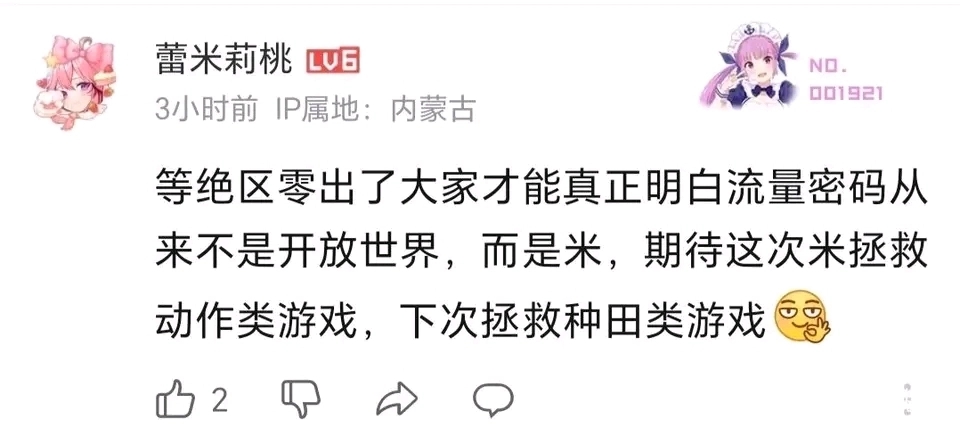 蕾米莉桃 LV6
NO.
001921
3小时前 IP属地：内蒙古
等绝区零出了大家才能真正明白流量密码从
来不是开放世界，而是米，期待这次米拯救
动作类游戏，下次拯救种田类游戏
2